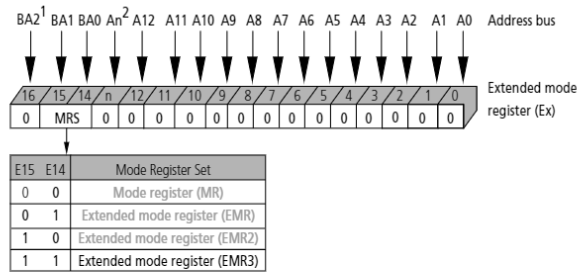 BA2¹ BA1 BA0 An² A12 A11 A10 A9 A8 A7 A6 A5 A4 A3 A2 A1 A0 Address bus
16 15 14 n 12 11 10 9 8 7 6 5 4 3 2 1 0 Extended mode
register (Ex)
0 MRS 0 0 0 0 0 0 0 0 0 0 0 0 0 0
E15 E14 Mode Register Set
0 0 Mode register (MR)
0 1 Extended mode register (EMR)
1 0 Extended mode register (EMR2)
1 1 Extended mode register (EMR3)